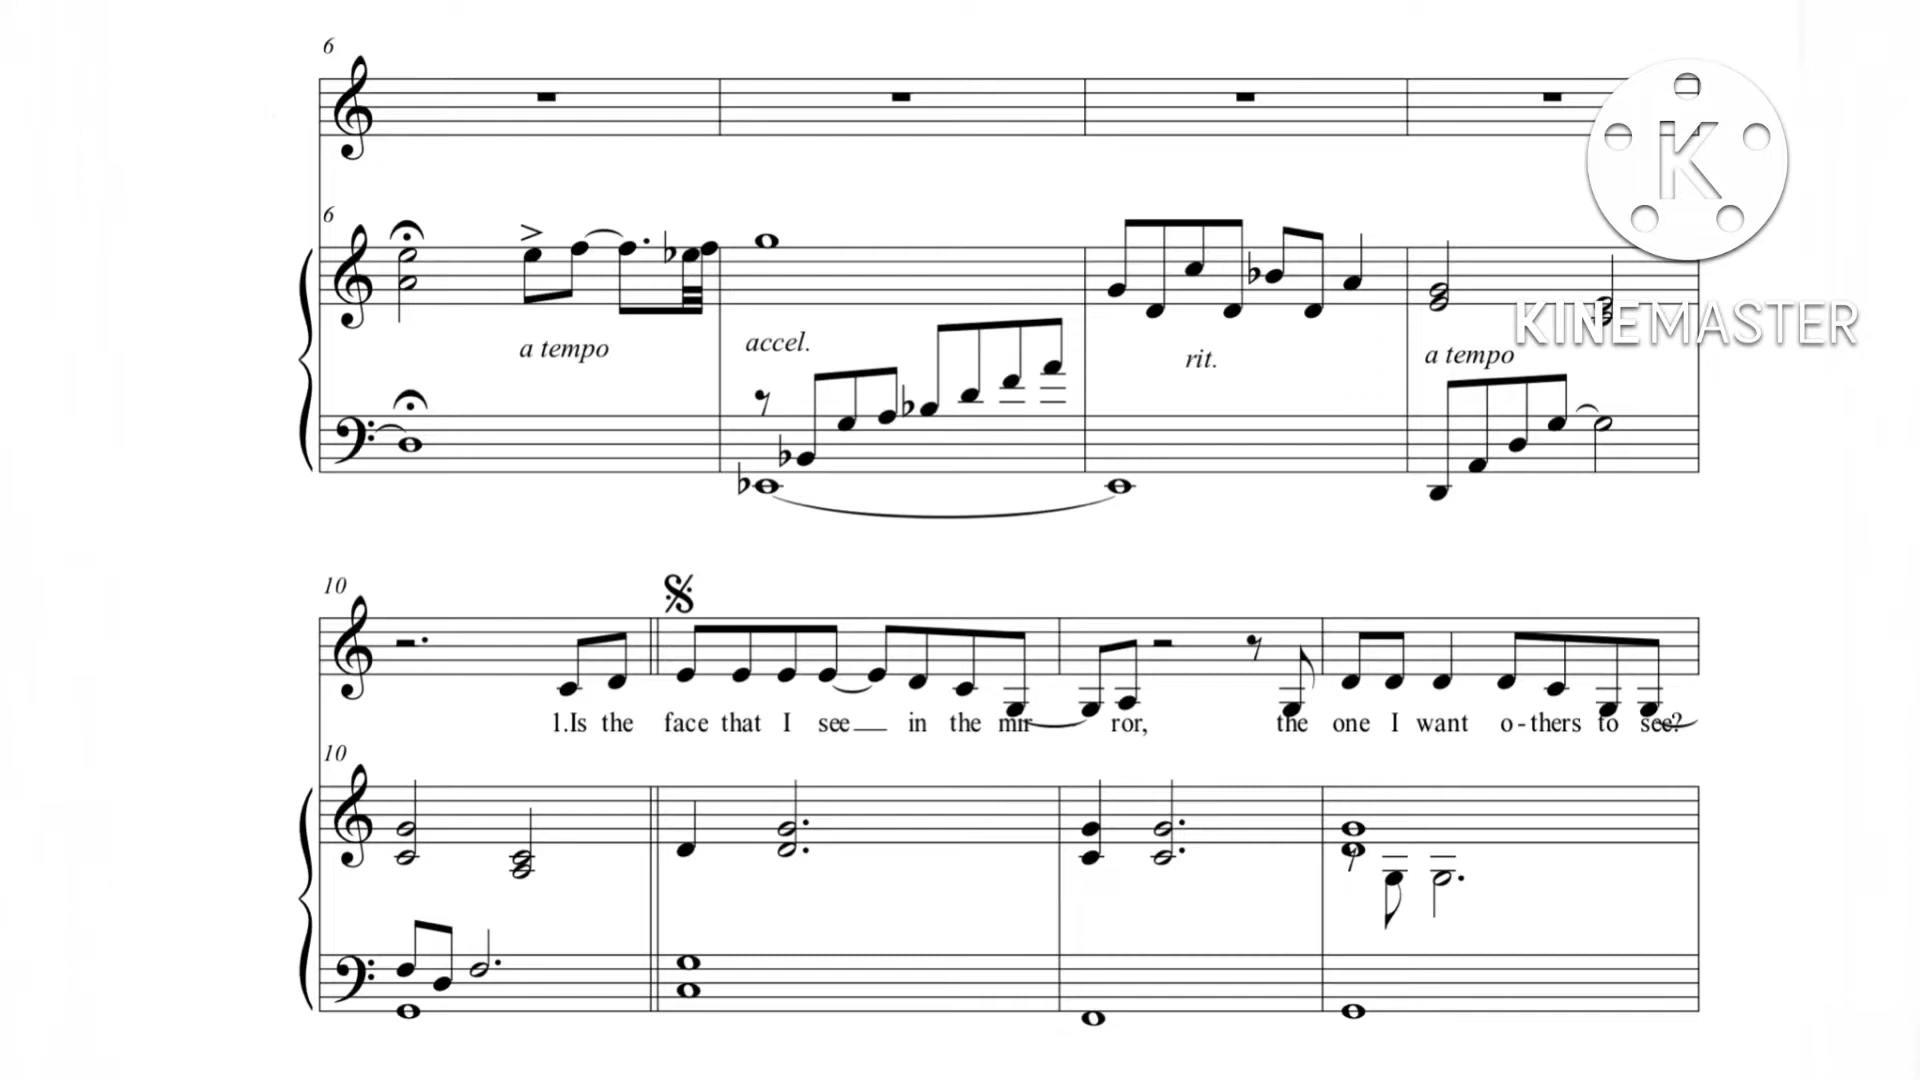 6
K
6
KINEMASTER
a tempo
accel.
rit.
a tempo
10
1.Is the face that I see in the mir ror, the one I want o - thers to see?
10